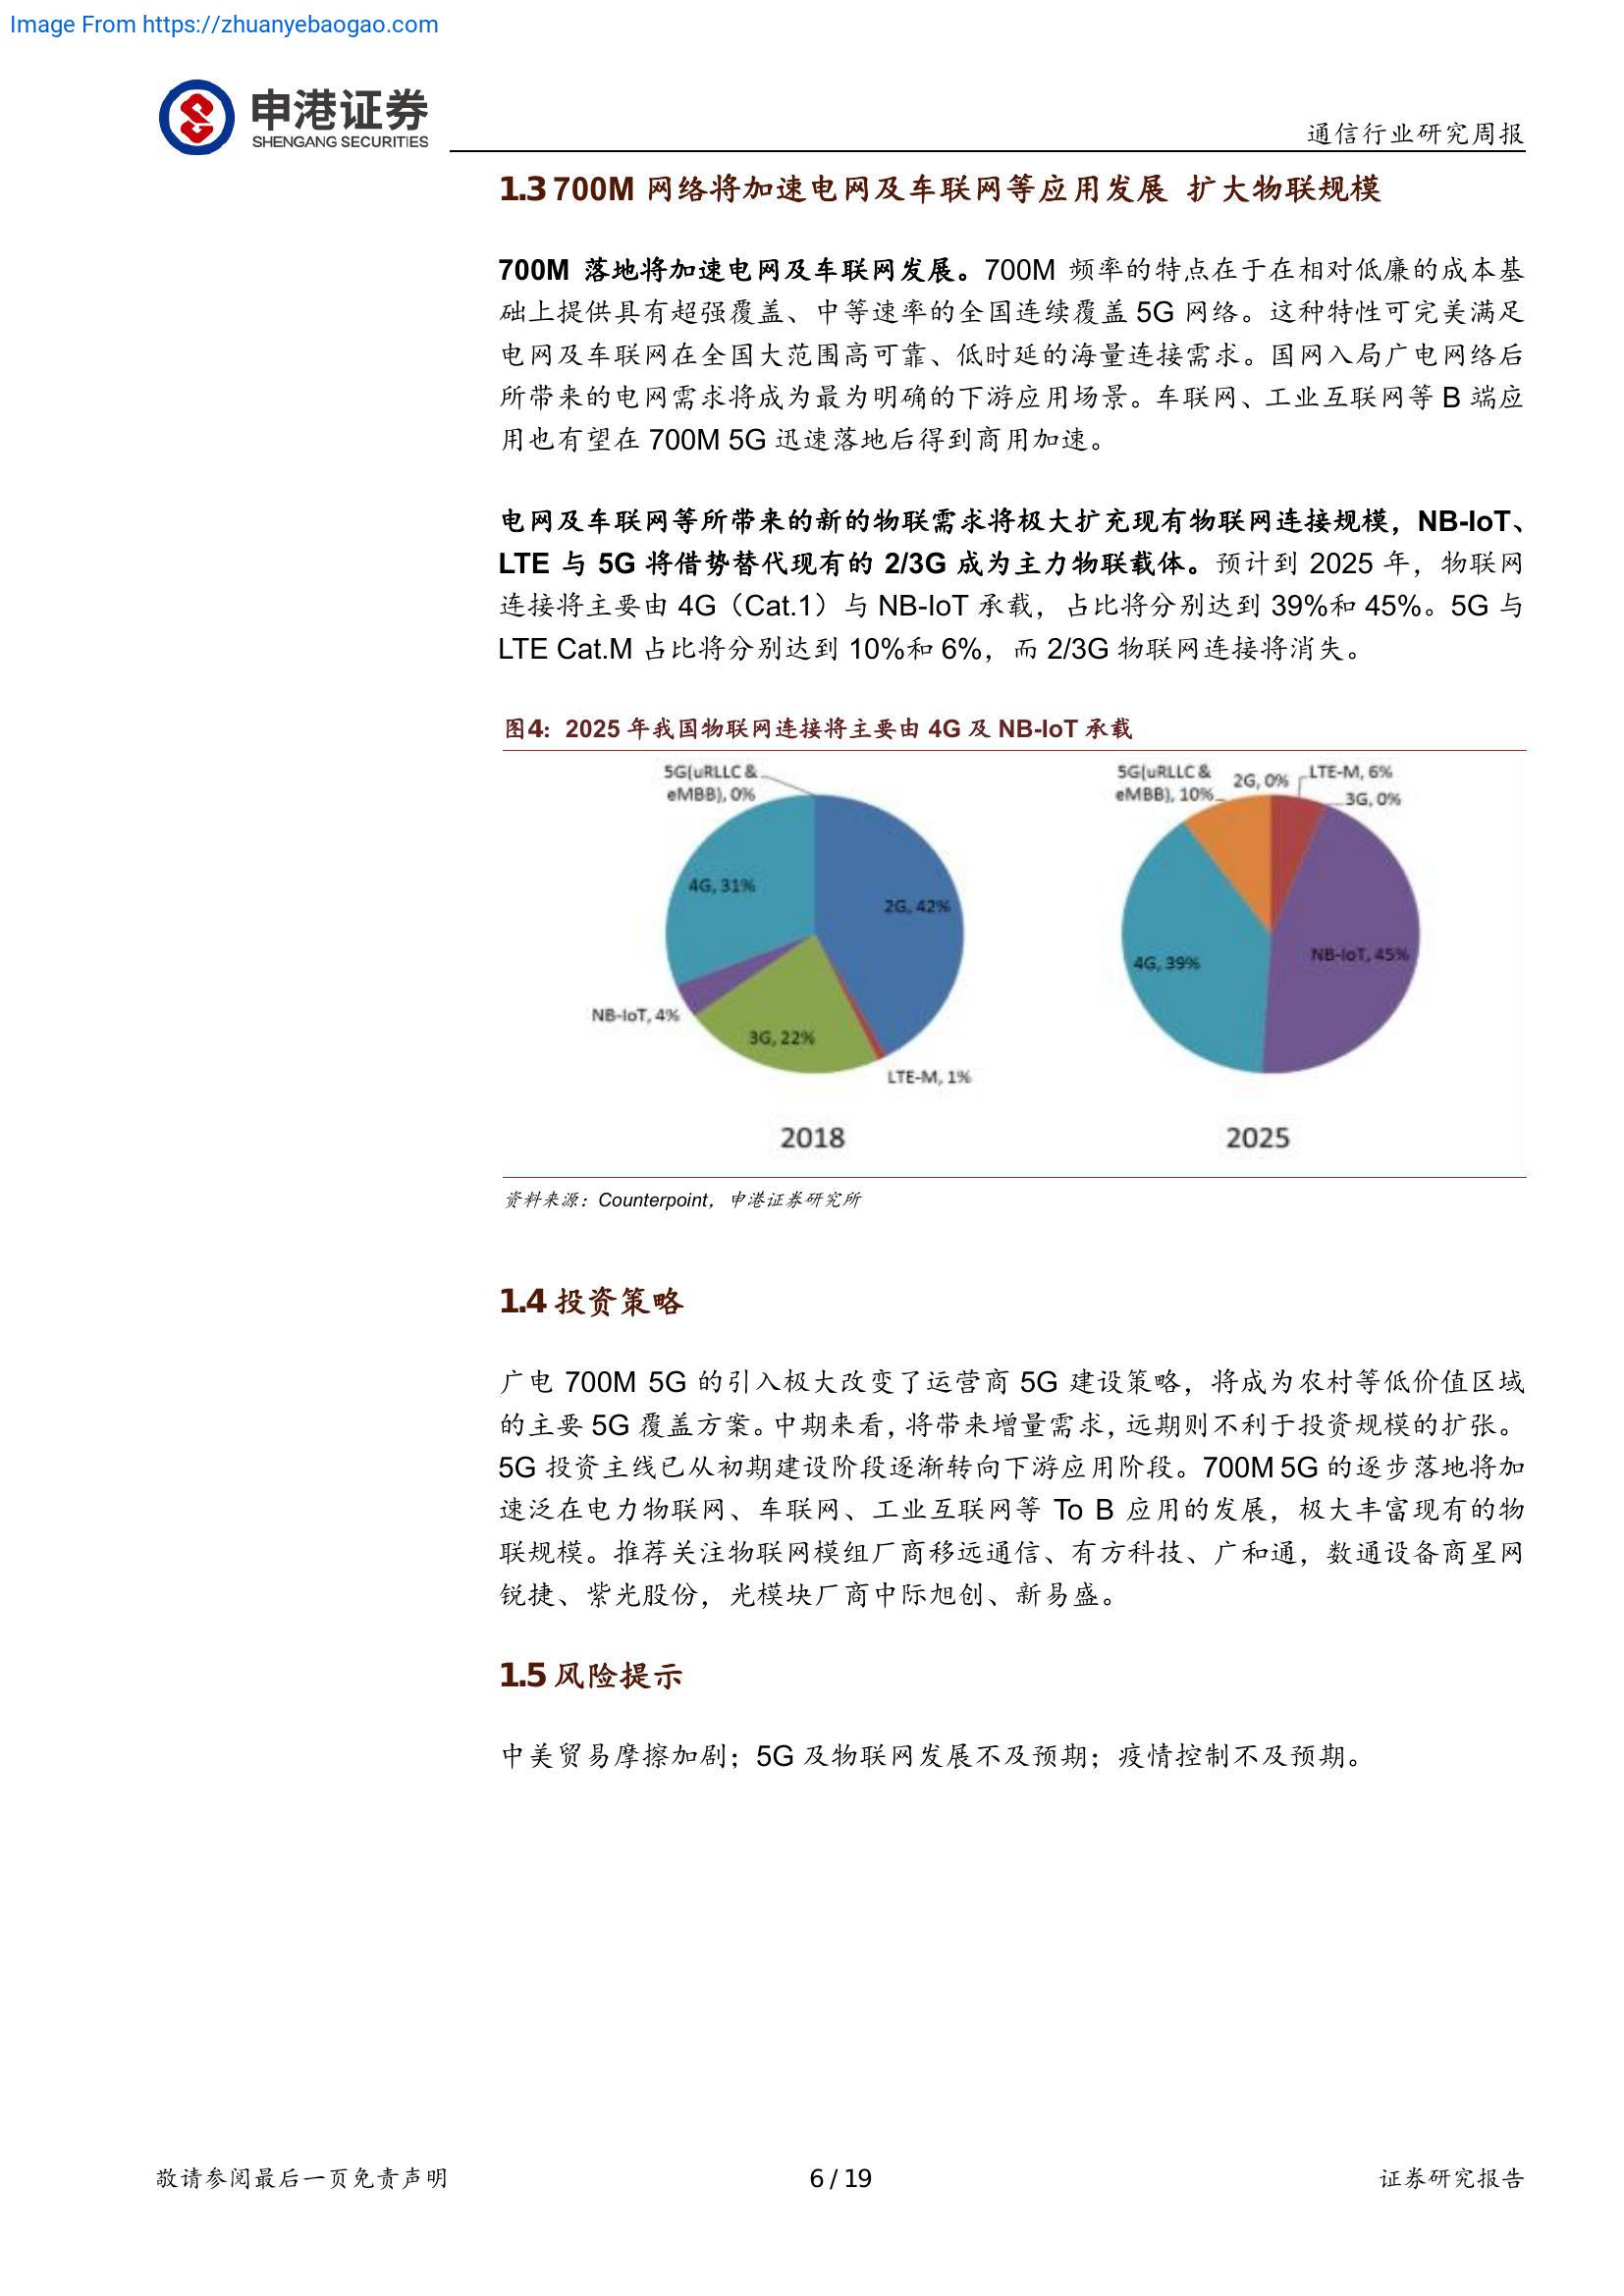 Image From https://zhuanyebaogao.com
申港证券
SHENGANG SECURITIES
通信行业研究周报
1.3 700M 网络将加速电网及车联网等应用发展 扩大物联规模
700M 落地将加速电网及车联网发展。700M 频率的特点在于在相对低廉的成本基
础上提供具有超强覆盖、中等速率的全国连续覆盖 5G 网络。这种特性可完美满足
电网及车联网在全国大范围高可靠、低时延的海量连接需求。国网入局广电网络后
所带来的电网需求将成为最为明确的下游应用场景。车联网、工业互联网等 B 端应
用也有望在 700M 5G 迅速落地后得到商用加速。
电网及车联网等所带来的新的物联需求将极大扩充现有物联网连接规模，NB-IoT、
LTE 与 5G 将借势替代现有的 2/3G 成为主力物联载体。预计到 2025 年，物联网
连接将主要由 4G（Cat.1）与 NB-IoT 承载，占比将分别达到 39%和 45%。5G 与
LTE Cat.M 占比将分别达到 10%和 6%，而 2/3G 物联网连接将消失。
图4：2025 年我国物联网连接将主要由 4G 及 NB-IoT 承载
5G(uRLLC &
eMBB), 0%
4G, 31%
2G, 42%
NB-IoT, 4%
3G, 22%
LTE-M, 1%
2018
5G(uRLLC &
eMBB), 10%
2G, 0%
LTE-M, 6%
3G, 0%
NB-IoT, 45%
4G, 39%
2025
资料来源：Counterpoint，申港证券研究所
1.4 投资策略
广电 700M 5G 的引入极大改变了运营商 5G 建设策略，将成为农村等低价值区域
的主要 5G 覆盖方案。中期来看，将带来增量需求，远期则不利于投资规模的扩张。
5G 投资主线已从初期建设阶段逐渐转向下游应用阶段。700M 5G 的逐步落地将加
速泛在电力物联网、车联网、工业互联网等 To B 应用的发展，极大丰富现有的物
联规模。推荐关注物联网模组厂商移远通信、有方科技、广和通，数通设备商星网
锐捷、紫光股份，光模块厂商中际旭创、新易盛。
1.5 风险提示
中美贸易摩擦加剧；5G 及物联网发展不及预期；疫情控制不及预期。
敬请参阅最后一页免责声明
6 / 19
证券研究报告